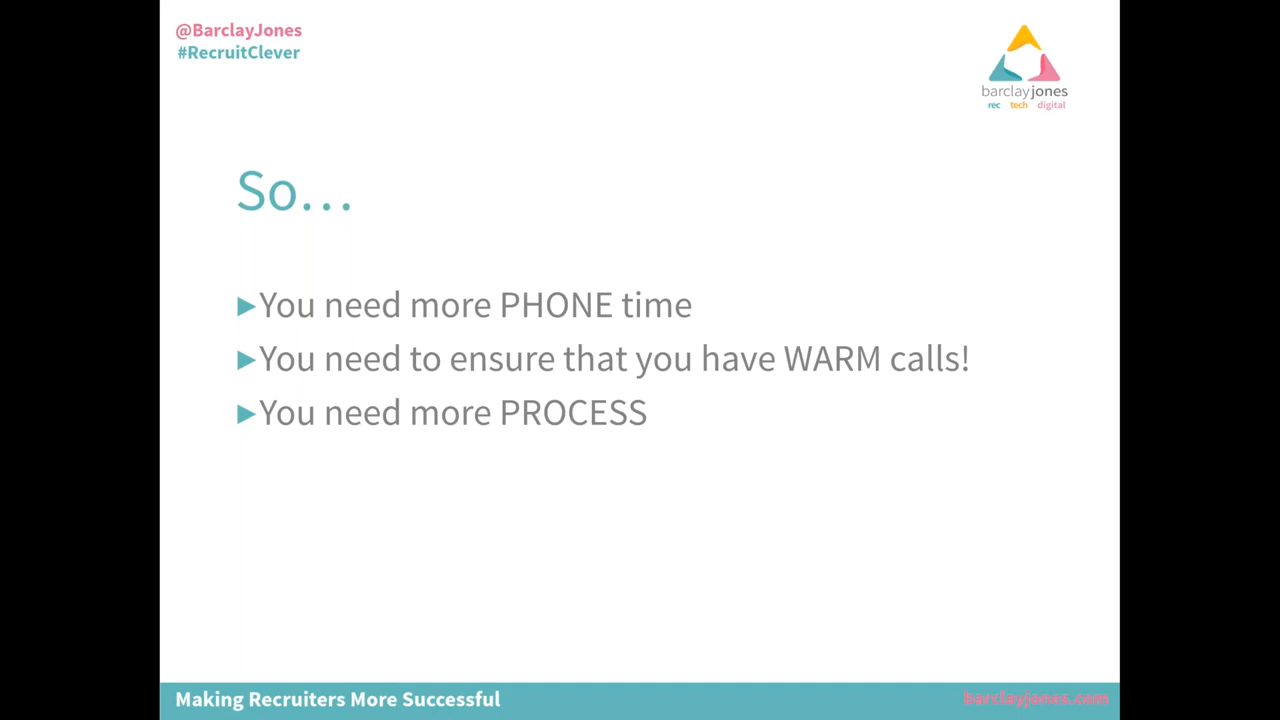 @BarclayJones
#RecruitClever
barclayjones
rec tech digital
So...
▶You need more PHONE time
▶You need to ensure that you have WARM calls!
▶You need more PROCESS
Making Recruiters More Successful
barclayjones.com